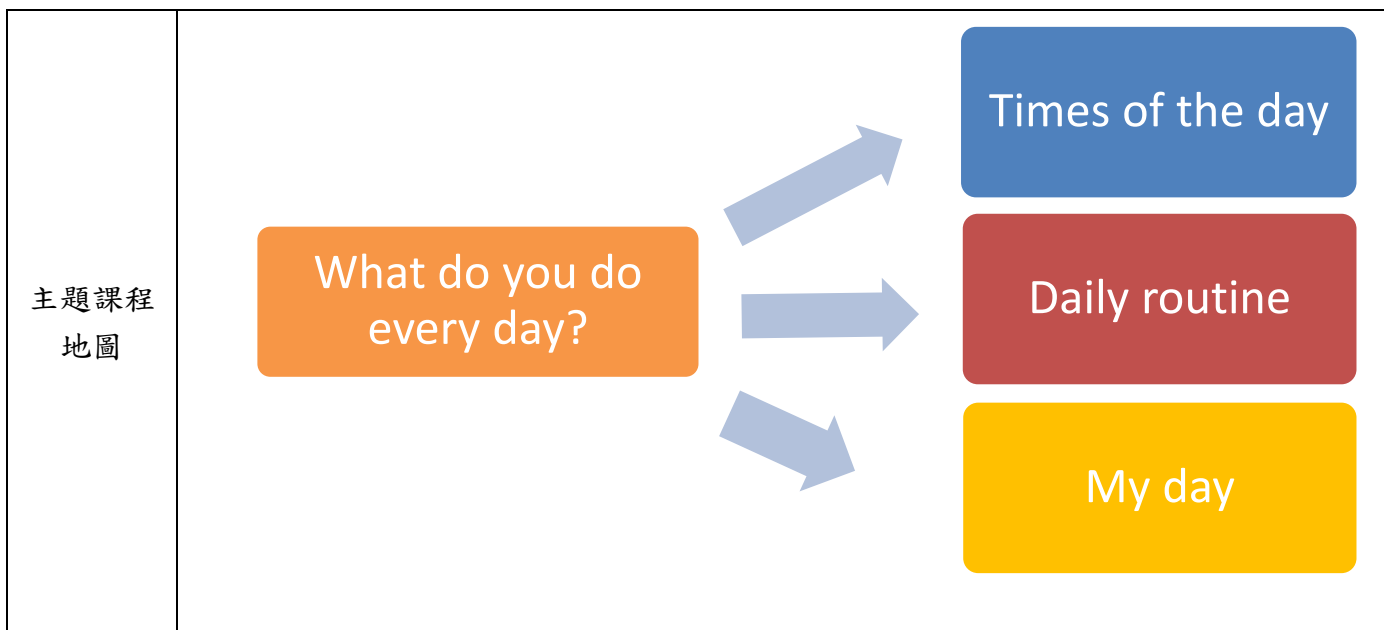 主題課程
地圖
What do you do
every day?
Times of the day
Daily routine
My day